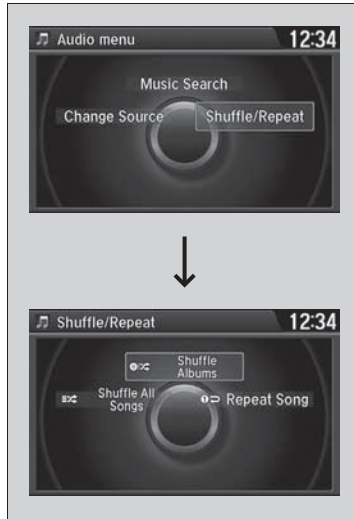 Audio menu
12:34
Music Search
Change Source
Shuffle/Repeat
Shuffle/Repeat
12:34
Shuffle
Albums
Shuffle All
Songs
Repeat Song